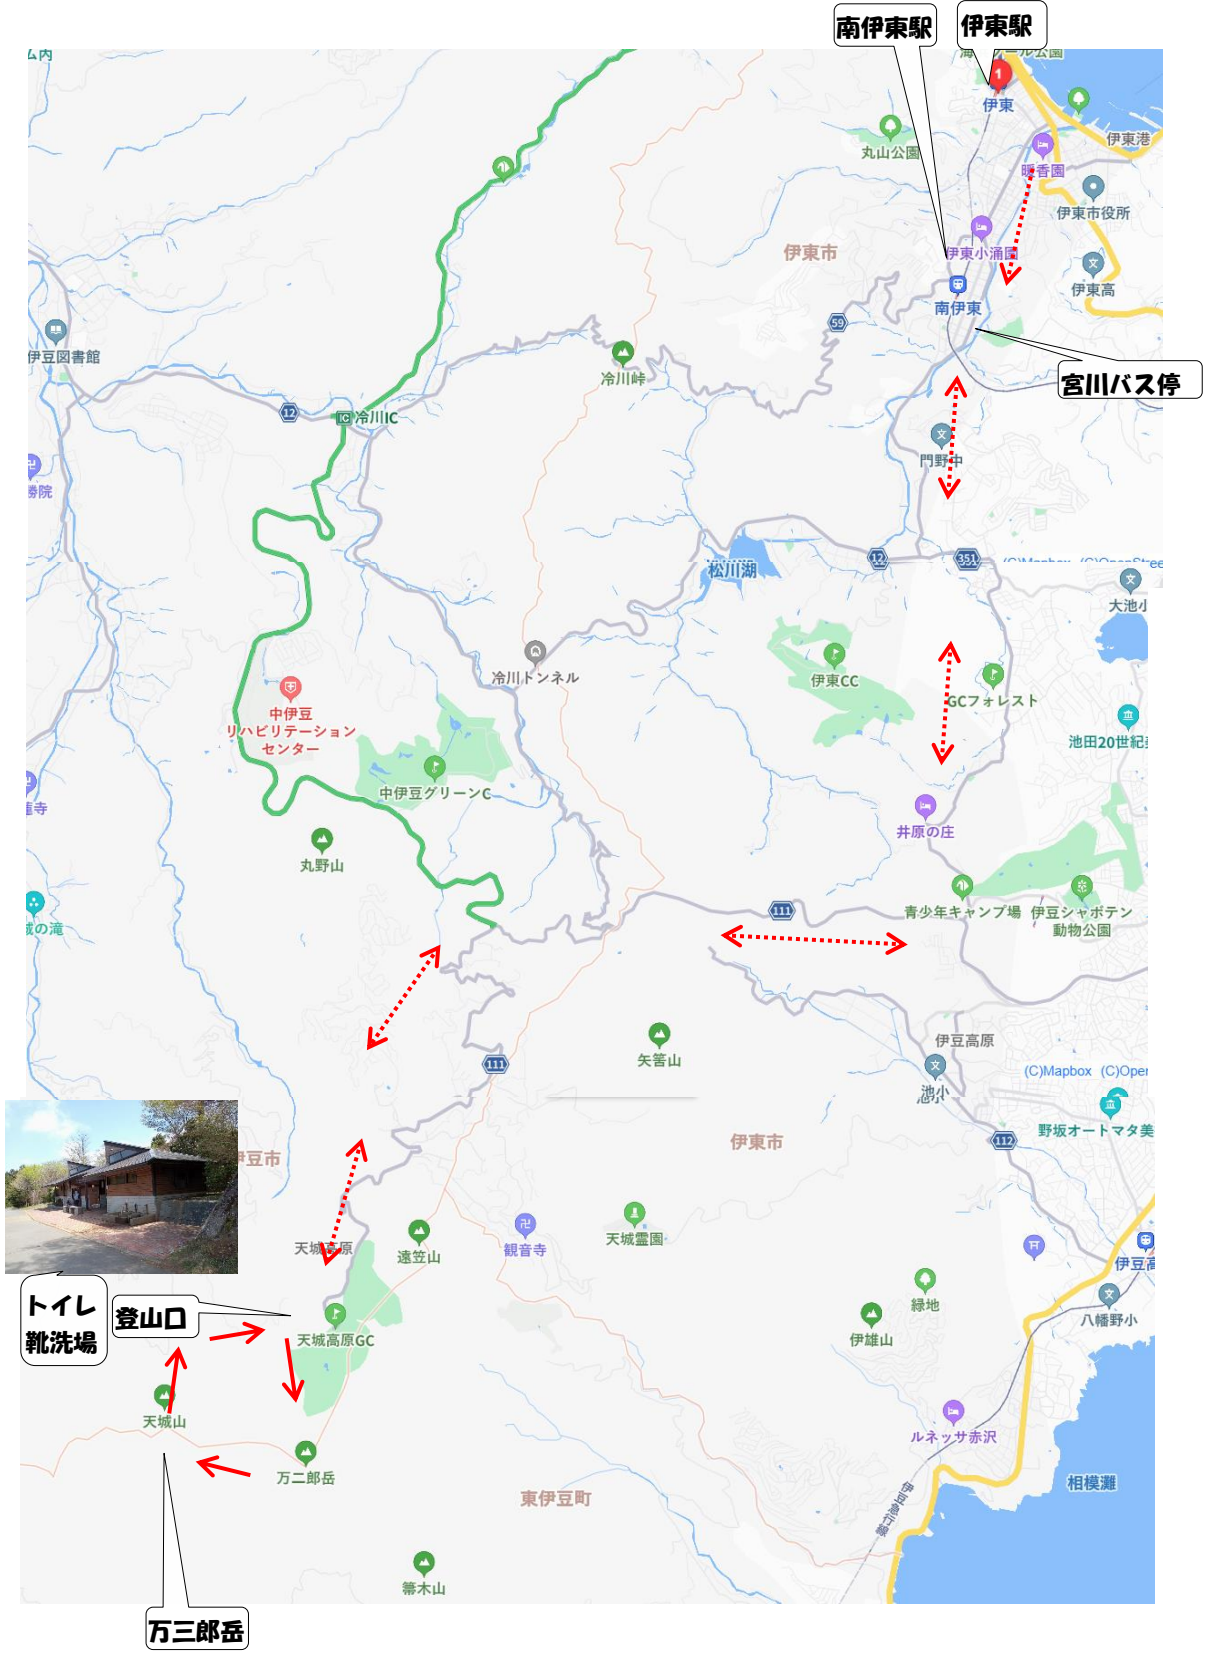 南伊東駅
伊東駅
伊東
伊東港
丸山公園
暖香園
伊東市役所
伊東市
伊東小涌園
伊東高
南伊東
59
伊豆図書館
冷川峠
宮川バス停
12
冷川IC
IC
門野中
勝院
12
351
松川湖
大池小
冷川トンネル
伊東CC
GCフォレスト
中伊豆
リハビリテーション
センター
池田20世紀美
中伊豆グリーンC
蓮寺
井原の庄
丸野山
111
青少年キャンプ場
伊豆シャボテン
動物公園
城の滝
伊豆高原
矢筈山
111
(C)Mapbox (C)Oper
池小
野坂オートマタ美
112
伊東市
伊豆市
天城高原
遠笠山
観音寺
天城霊園
伊豆高
緑地
トイレ
靴洗場
登山口
天城高原GC
伊雄山
八幡野小
天城山
ルネッサ赤沢
万二郎岳
相模灘
東伊豆町
伊豆急行線
箒木山
万三郎岳